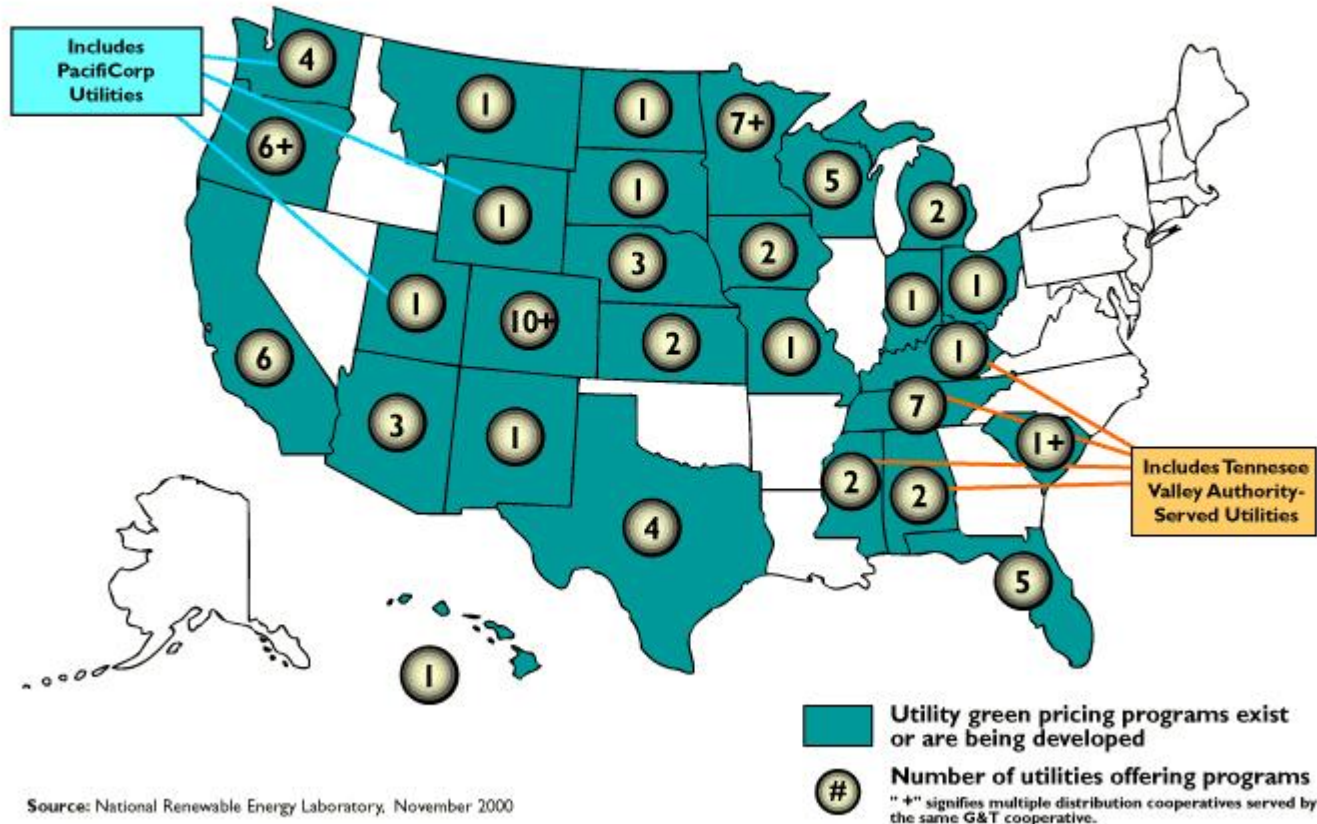 Includes
PacifiCorp
Utilities
4
1
1
7+
6+
5
1
1
2
3
2
1
1
1
10+
2
1
1
6
7
3
1
1+
2
2
4
5
1
Includes Tennesee
Valley Authority-
Served Utilities
Utility green pricing programs exist
or are being developed
#
Number of utilities offering programs
"+" signifies multiple distribution cooperatives served by
the same G&T cooperative.
Source: National Renewable Energy Laboratory, November 2000